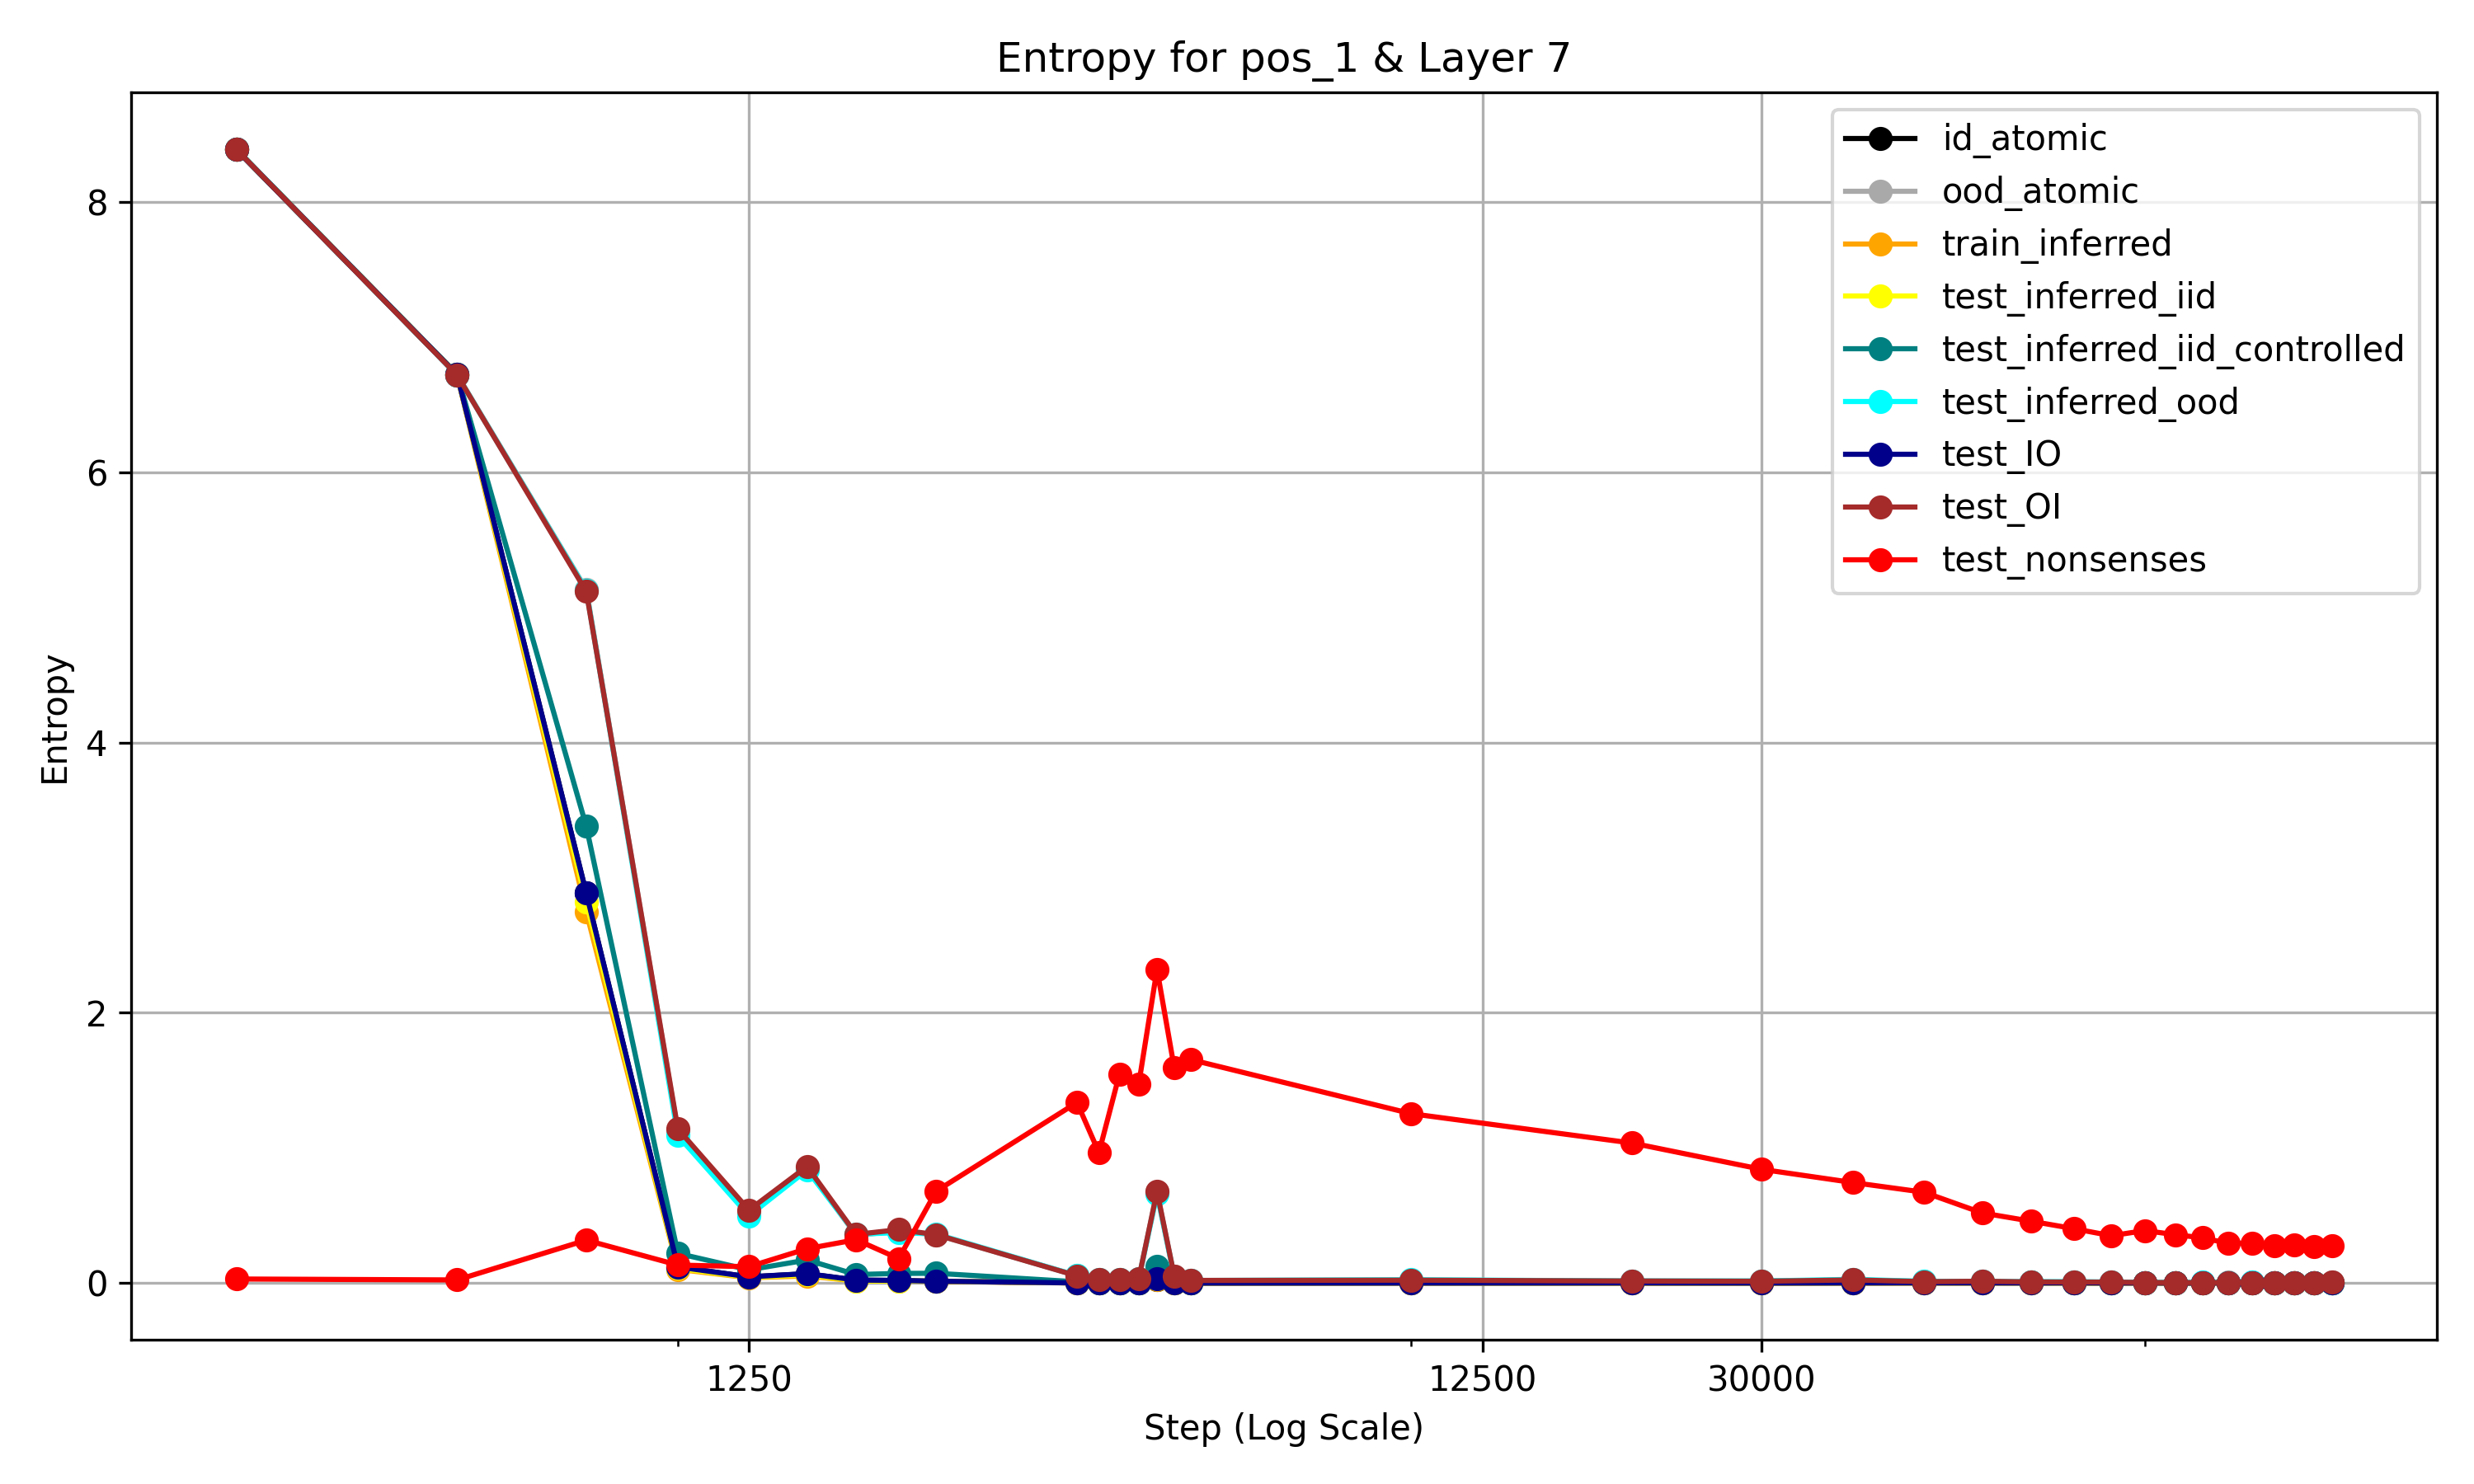 Entropy for pos_1 & Layer 7
id_atomic
ood_atomic
train_inferred
test_inferred_iid
test_inferred_iid_controlled
test_inferred_ood
test_IO
test_OI
test_nonsenses
Entropy
8
6
4
2
0
1250
12500
30000
Step (Log Scale)